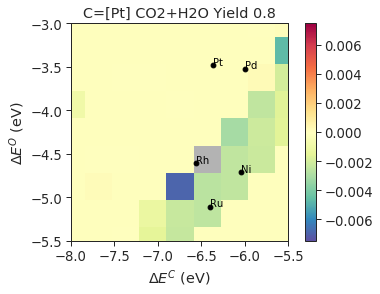 C=[Pt] CO2+H2O Yield 0.8
−3.0
−3.5
−4.0
−4.5
−5.0
−5.5
ΔE^O (eV)
Pt
Pd
Rh
Ni
Ru
−8.0 −7.5 −7.0 −6.5 −6.0 −5.5
ΔE^C (eV)
0.006
0.004
0.002
0.000
−0.002
−0.004
−0.006